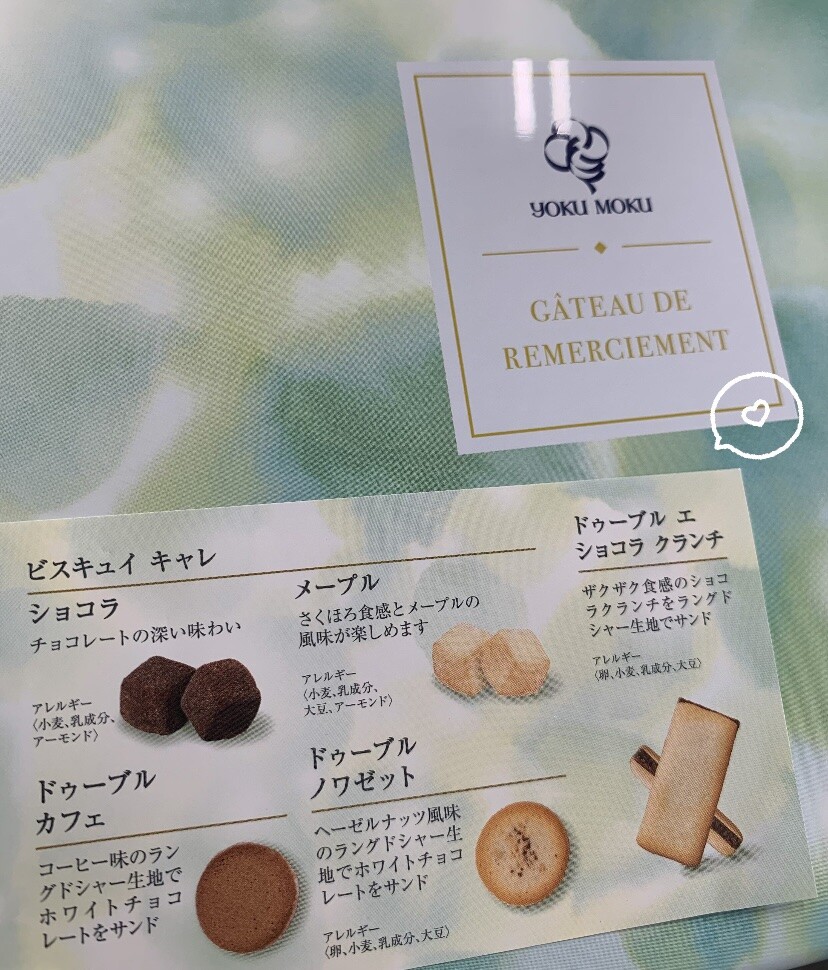 YOKU MOKU
GÂTEAU DE
REMERCIEMENT
ビスキュイ キャレ
ショコラ
チョコレートの深い味わい
アレルギー
〈小麦、乳成分、
アーモンド〉
メープル
さくほろ食感とメープルの
風味が楽しめます
アレルギー
〈小麦、乳成分、
大豆、アーモンド〉
ドゥーブル エ
ショコラ クランチ
ザクザク食感のショコ
ラクランチをラングド
シャー生地でサンド
アレルギー
〈卵、小麦、乳成分、大豆〉
ドゥーブル
カフェ
コーヒー味のラン
グドシャー生地で
ホワイトチョコ
レートをサンド
ドゥーブル
ノワゼット
ヘーゼルナッツ風味
のラングドシャー生
地でホワイトチョコ
レートをサンド
アレルギー
〈卵、小麦、乳成分、大豆〉